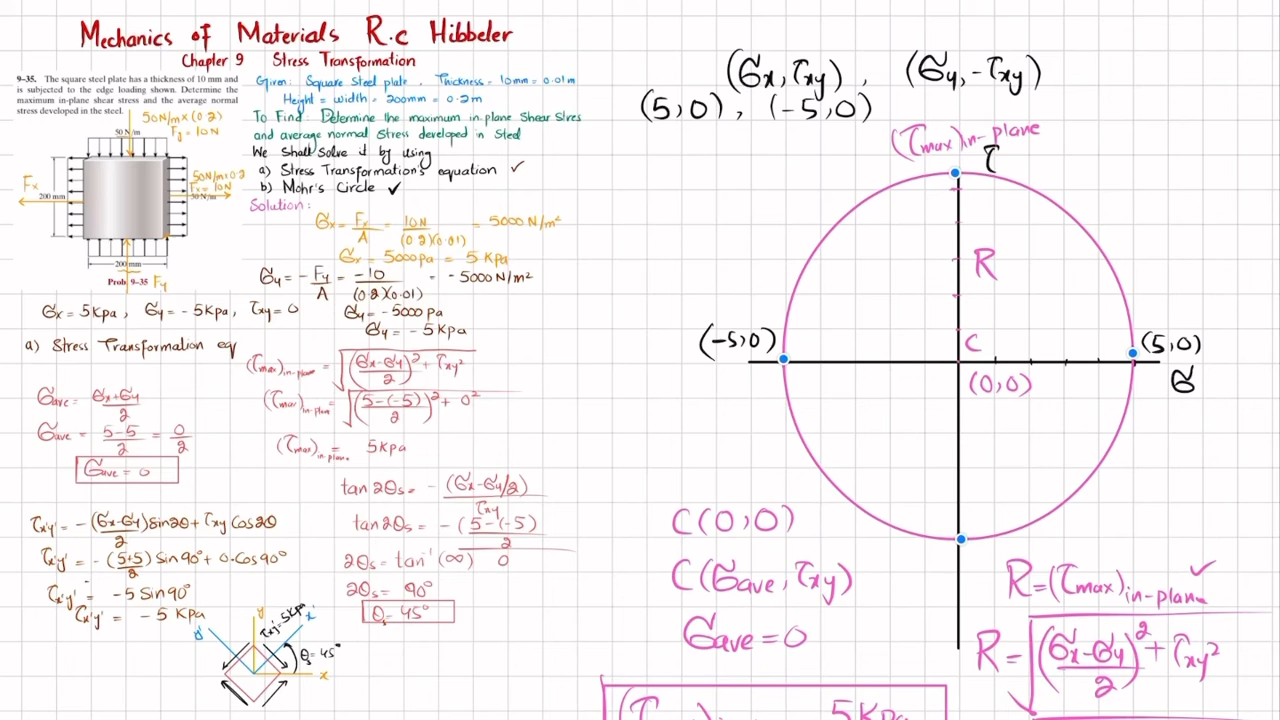 Mechanics of Materials R.c Hibbeler
Chapter 9 Stress Transformation
9–35. The square steel plate has a thickness of 10 mm and
is subjected to the edge loading shown. Determine the
maximum in-plane shear stress and the average normal
stress developed in the steel.
50N/m×(0.2)
Fy = 10N
50 N/m
Fx
200 mm
50N/m×0.2
Fx = 10N
50 N/m
200 mm
Prob. 9–35 Fy
Given: Square Steel plate, Thickness = 10mm = 0.01m
Height = width = 200mm = 0.2m
To Find: Determine the maximum in-plane Shear Stres
and average normal Stress developed in Steel
We Shall Solve it by using
a) Stress Transformation's equation ✓
b) Mohr's Circle ✓
Solution:
σx = Fx/A = 10N/(0.2)(0.01) = 5000 N/m²
σx = 5000pa = 5 Kpa
σy = -Fy/A = -10/(0.2)(0.01) = -5000 N/m²
σy = -5000 pa
σy = -5 Kpa
σx = 5Kpa, σy = -5Kpa, τxy = 0
a) Stress Transformation eq
σave = σx+σy/2
σave = 5-5/2 = 0/2
σave = 0
(τmax)in-plane = √((σx-σy/2)² + τxy²)
(τmax)in-plan = √((5-(-5)/2)² + 0²)
(τmax)in-plan. = 5Kpa
tan2θs = -(σx-σy/2)/τxy
tan2θs = -(5-(-5)/2)/0
2θs = tan⁻¹(∞)
2θs = 90°
θs = 45°
τx'y' = -(σx-σy)/2 sin2θ + τxy Cos2θ
τx'y' = -(5+5)/2 Sin90° + 0.Cos90°
τx'y' = -5Sin90°
τx'y' = -5 KPa
y'
y
τxy' = 5Kpa
x'
θs = 45°
x
(σx, τxy), (σy, -τxy)
(5,0), (-5,0)
(τmax)in-plane
τ
R
C
(-5,0)
(5,0)
(0,0)
σ
C(0,0)
C(σave, τxy)
σave = 0
R = (τmax)in-plane ✓
R = √((σx-σy/2)² + τxy²
5KPa